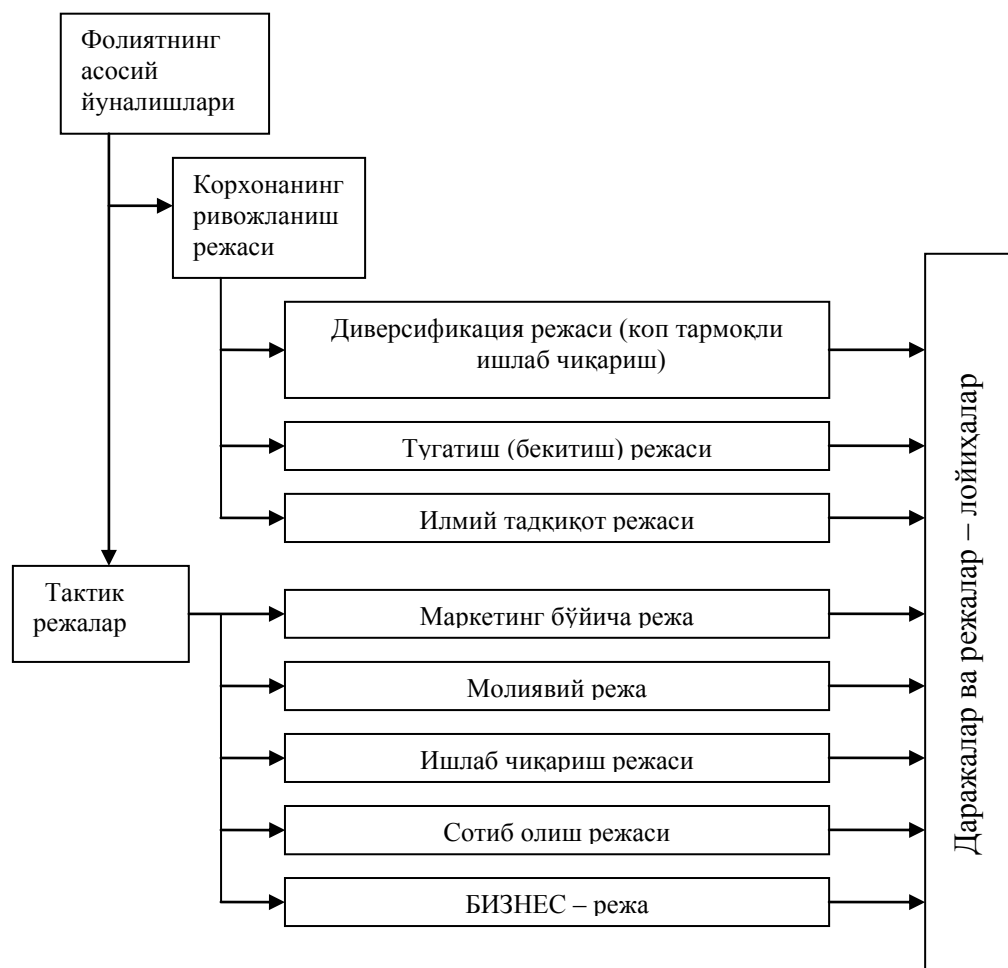 Фолиятнинг
асосий
йуналишлари
Корхонанинг
ривожланиш
режаси
Диверсификация режаси (коп тармоқли
ишлаб чиқариш)
Тугатиш (бекитиш) режаси
Илмий тадқиқот режаси
Тактик
режалар
Маркетинг бўйича режа
Молиявий режа
Ишлаб чиқариш режаси
Сотиб олиш режаси
БИЗНЕС – режа
Даражалар ва режалар – лойиҳалар